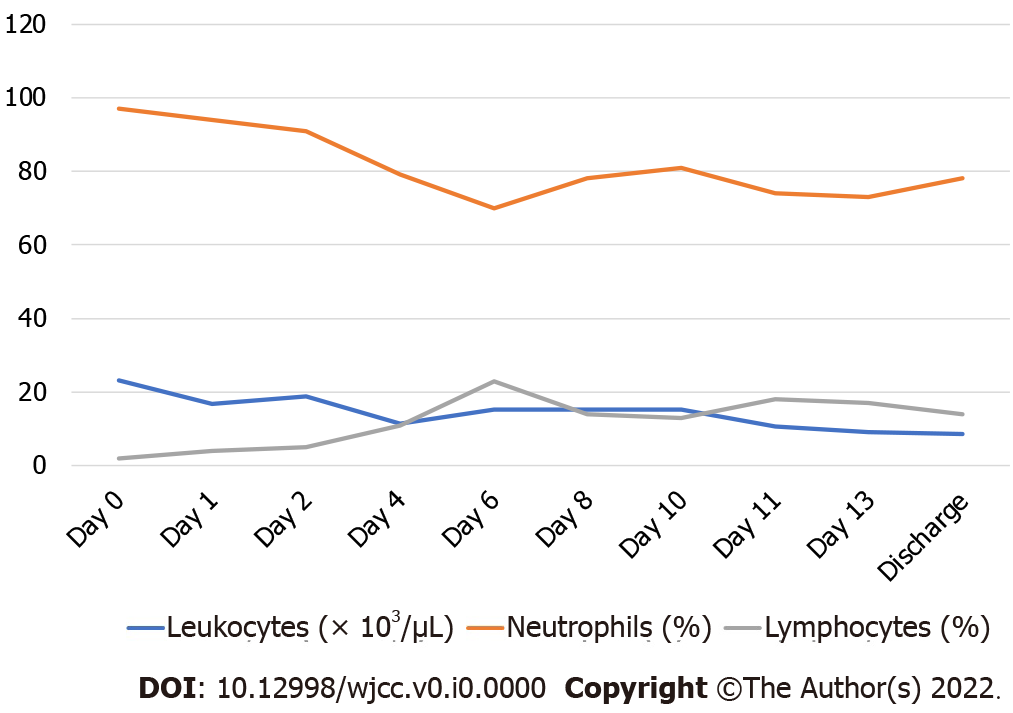 120
100
80
60
40
20
0
Day 0 Day 1 Day 2 Day 4 Day 6 Day 8 Day 10 Day 11 Day 13 Discharge
Leukocytes (× 10³/µL) Neutrophils (%) Lymphocytes (%)
DOI: 10.12998/wjcc.v0.i0.0000 Copyright ©The Author(s) 2022.